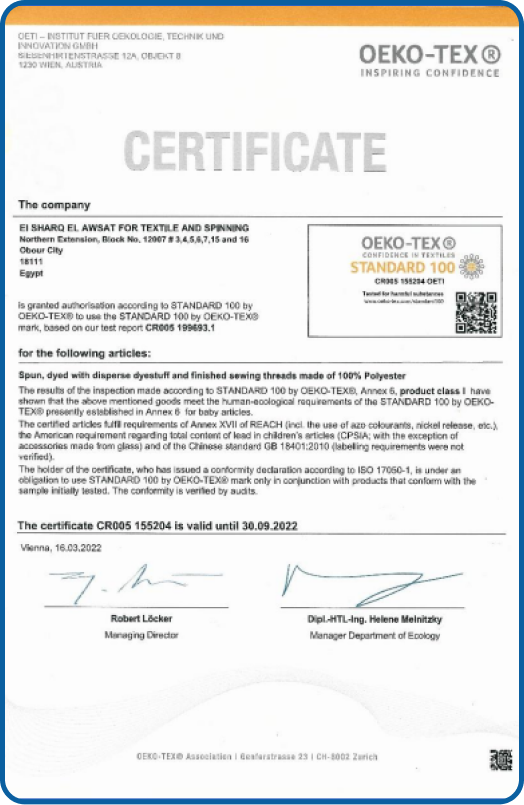 OETI – INSTITUT FUER OEKOLOGIE, TECHNIK UND
INNOVATION GMBH
SIEBENHIRTENSTRASSE 12A, OBJEKT 8
1230 WIEN, AUSTRIA
OEKO-TEX®
INSPIRING CONFIDENCE
CERTIFICATE
The company
El SHARQ EL AWSAT FOR TEXTILE AND SPINNING
Northern Extension, Block No. 12007 # 3,4,5,6,7,15 and 16
Obour City
18111
Egypt
OEKO-TEX®
CONFIDENCE IN TEXTILES
STANDARD 100
CR005 155204 OETI
Tested for harmful substances
www.oeko-tex.com/standard100
is granted authorisation according to STANDARD 100 by
OEKO-TEX® to use the STANDARD 100 by OEKO-TEX®
mark, based on our test report CR005 199693.1
for the following articles:
Spun, dyed with disperse dyestuff and finished sewing threads made of 100% Polyester
The results of the inspection made according to STANDARD 100 by OEKO-TEX®, Annex 6, product class I have
shown that the above mentioned goods meet the human-ecological requirements of the STANDARD 100 by OEKO-
TEX® presently established in Annex 6 for baby articles.
The certified articles fulfil requirements of Annex XVII of REACH (incl. the use of azo colourants, nickel release, etc.),
the American requirement regarding total content of lead in children's articles (CPSIA; with the exception of
accessories made from glass) and of the Chinese standard GB 18401:2010 (labelling requirements were not
verified).
The holder of the certificate, who has issued a conformity declaration according to ISO 17050-1, is under an
obligation to use STANDARD 100 by OEKO-TEX® mark only in conjunction with products that conform with the
sample initially tested. The conformity is verified by audits.
The certificate CR005 155204 is valid until 30.09.2022
Vienna, 16.03.2022
Robert Löcker
Managing Director
Dipl.-HTL-Ing. Helene Melnitzky
Manager Department of Ecology
OEKO-TEX® Association | Genferstrasse 23 | CH-8002 Zurich